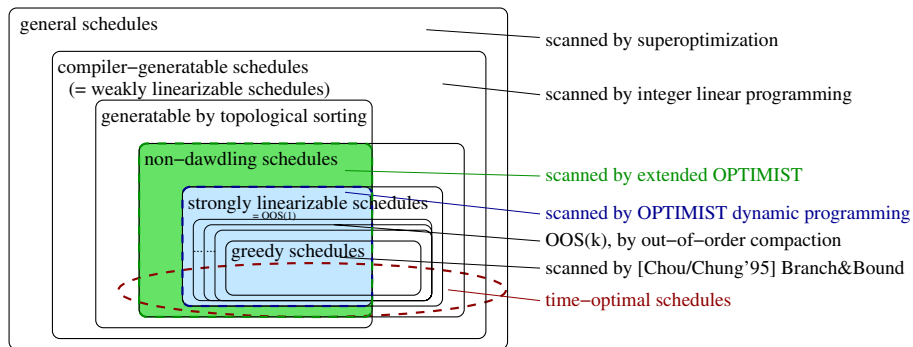 general schedules
scanned by superoptimization
compiler−generatable schedules
(= weakly linearizable schedules)
scanned by integer linear programming
generatable by topological sorting
non−dawdling schedules
scanned by extended OPTIMIST
strongly linearizable schedules
= OOS(1)
scanned by OPTIMIST dynamic programming
OOS(k), by out−of−order compaction
greedy schedules
scanned by [Chou/Chung'95] Branch&Bound
time−optimal schedules